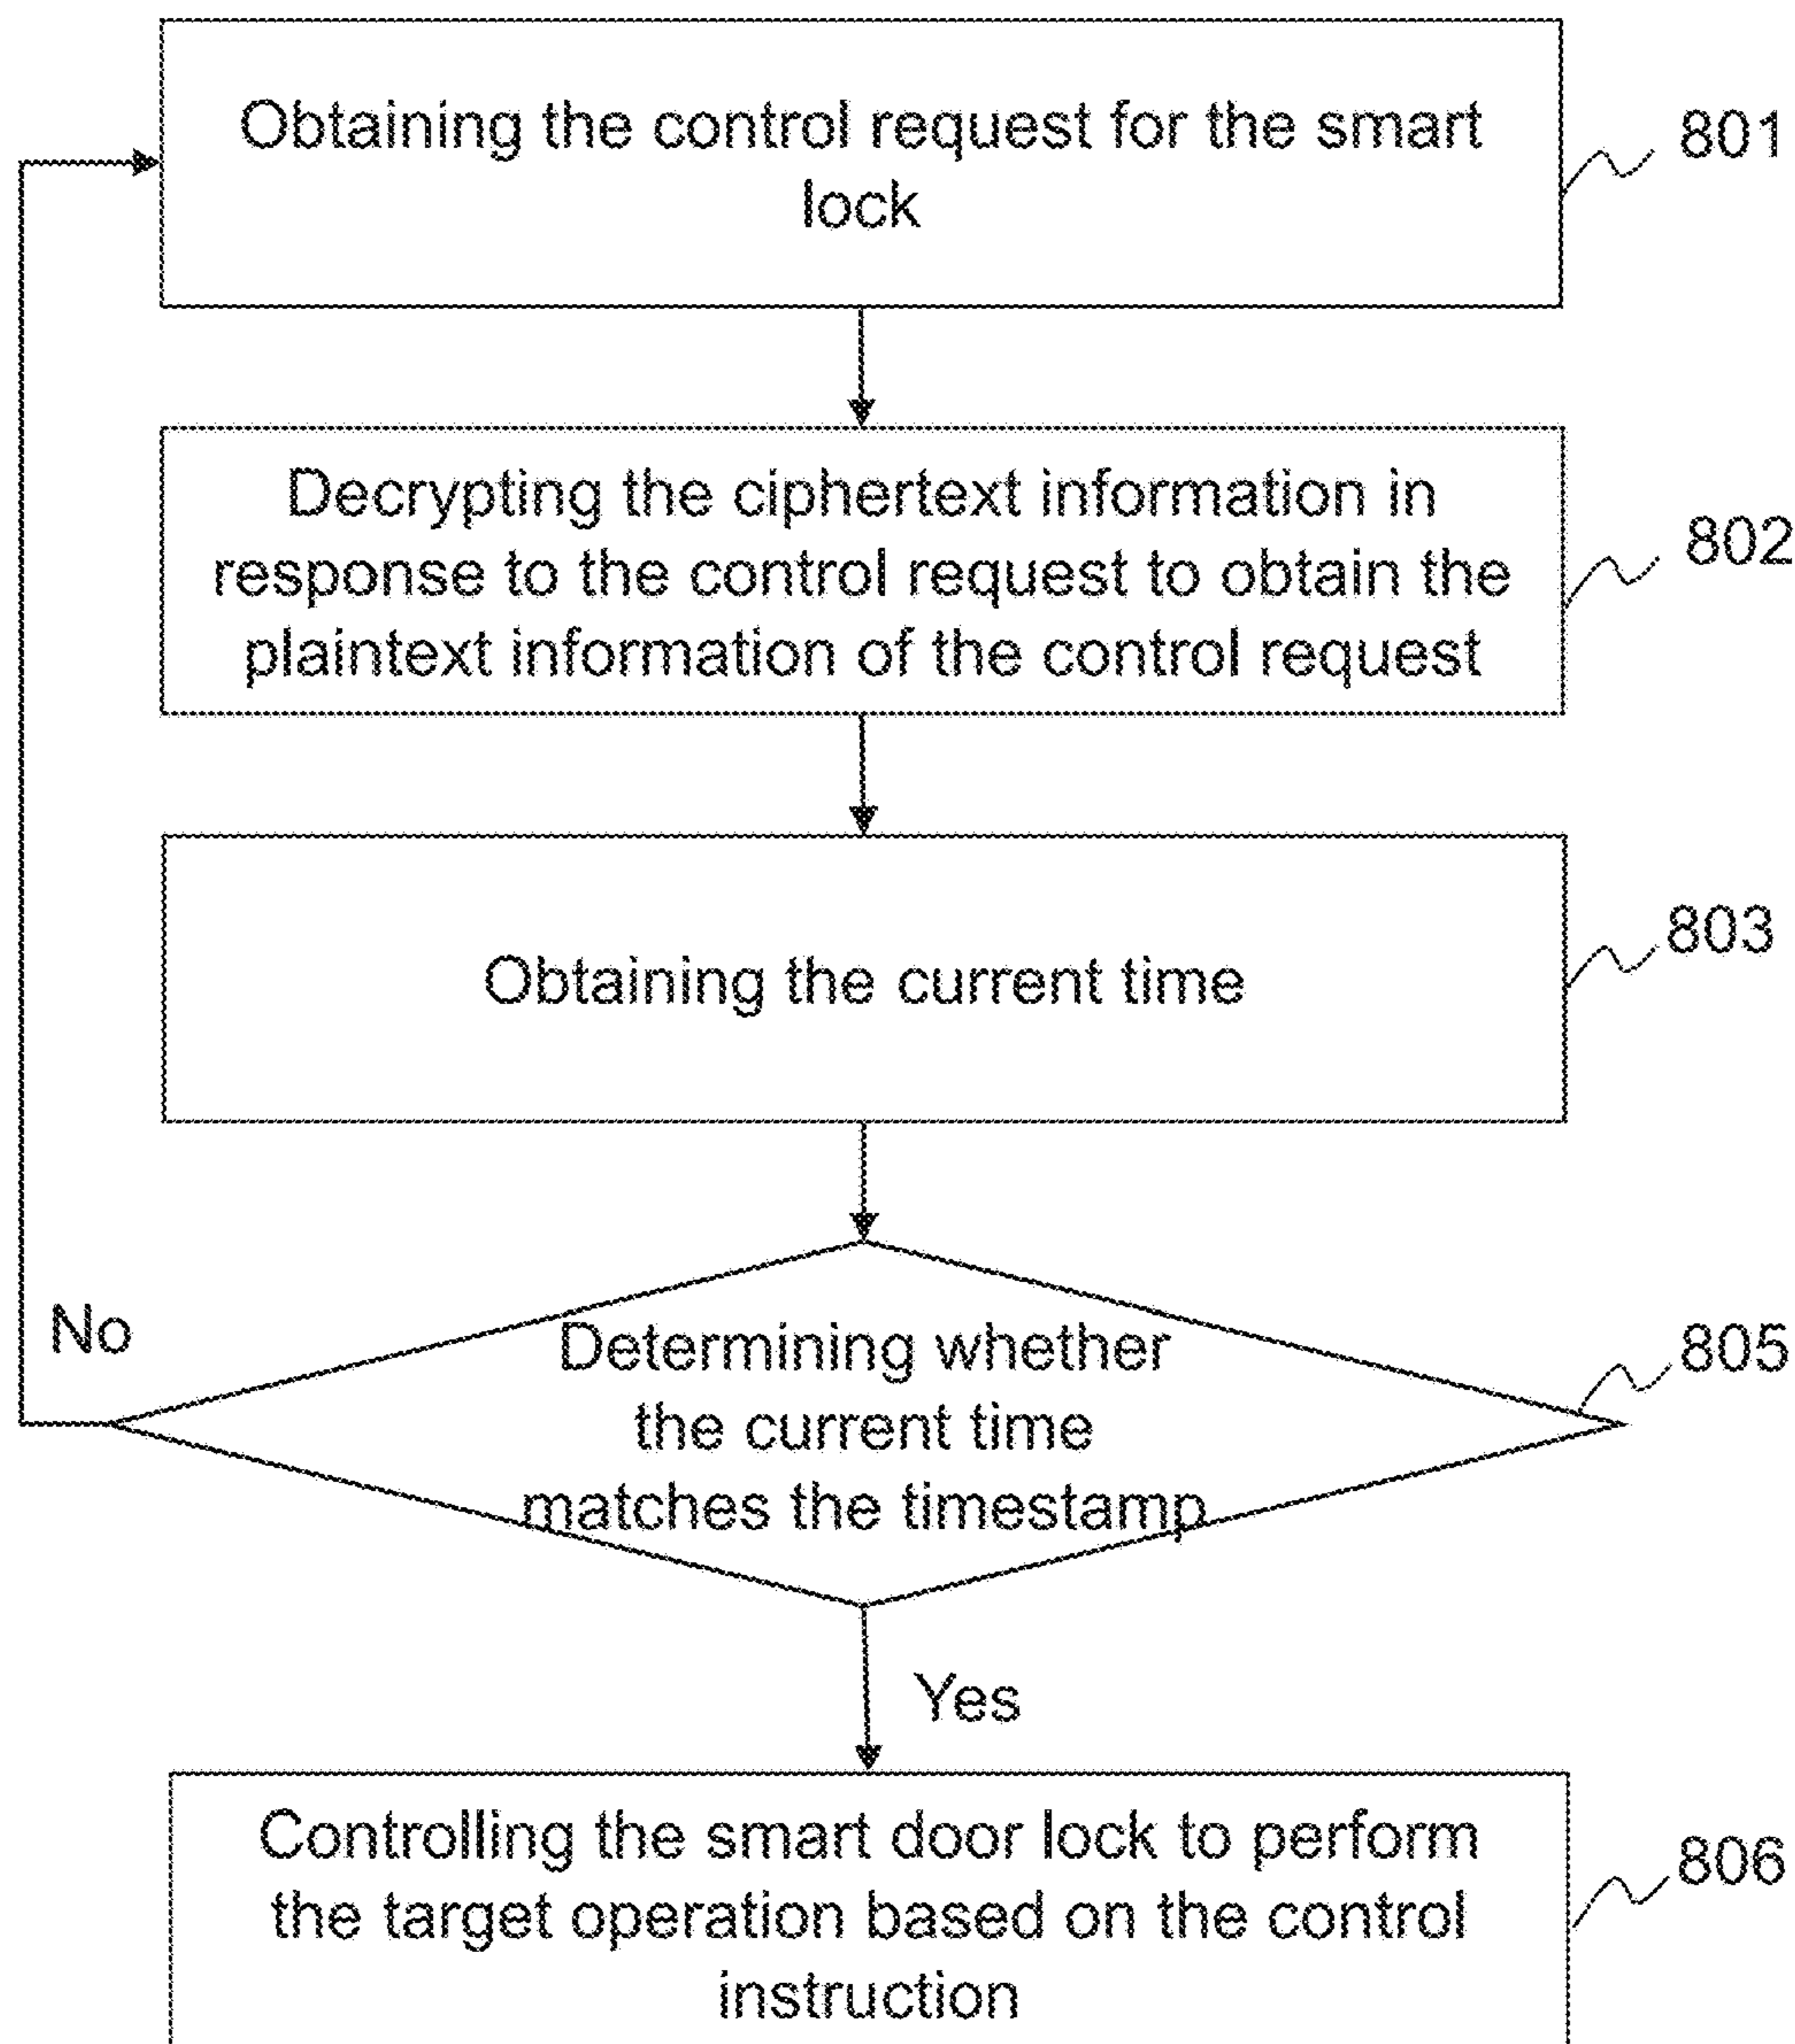 Obtaining the control request for the smart
lock
801
Decrypting the ciphertext information in
response to the control request to obtain the
plaintext information of the control request
802
Obtaining the current time
803
No
Determining whether
the current time
matches the timestamp
805
Yes
Controlling the smart door lock to perform
the target operation based on the control
instruction
806